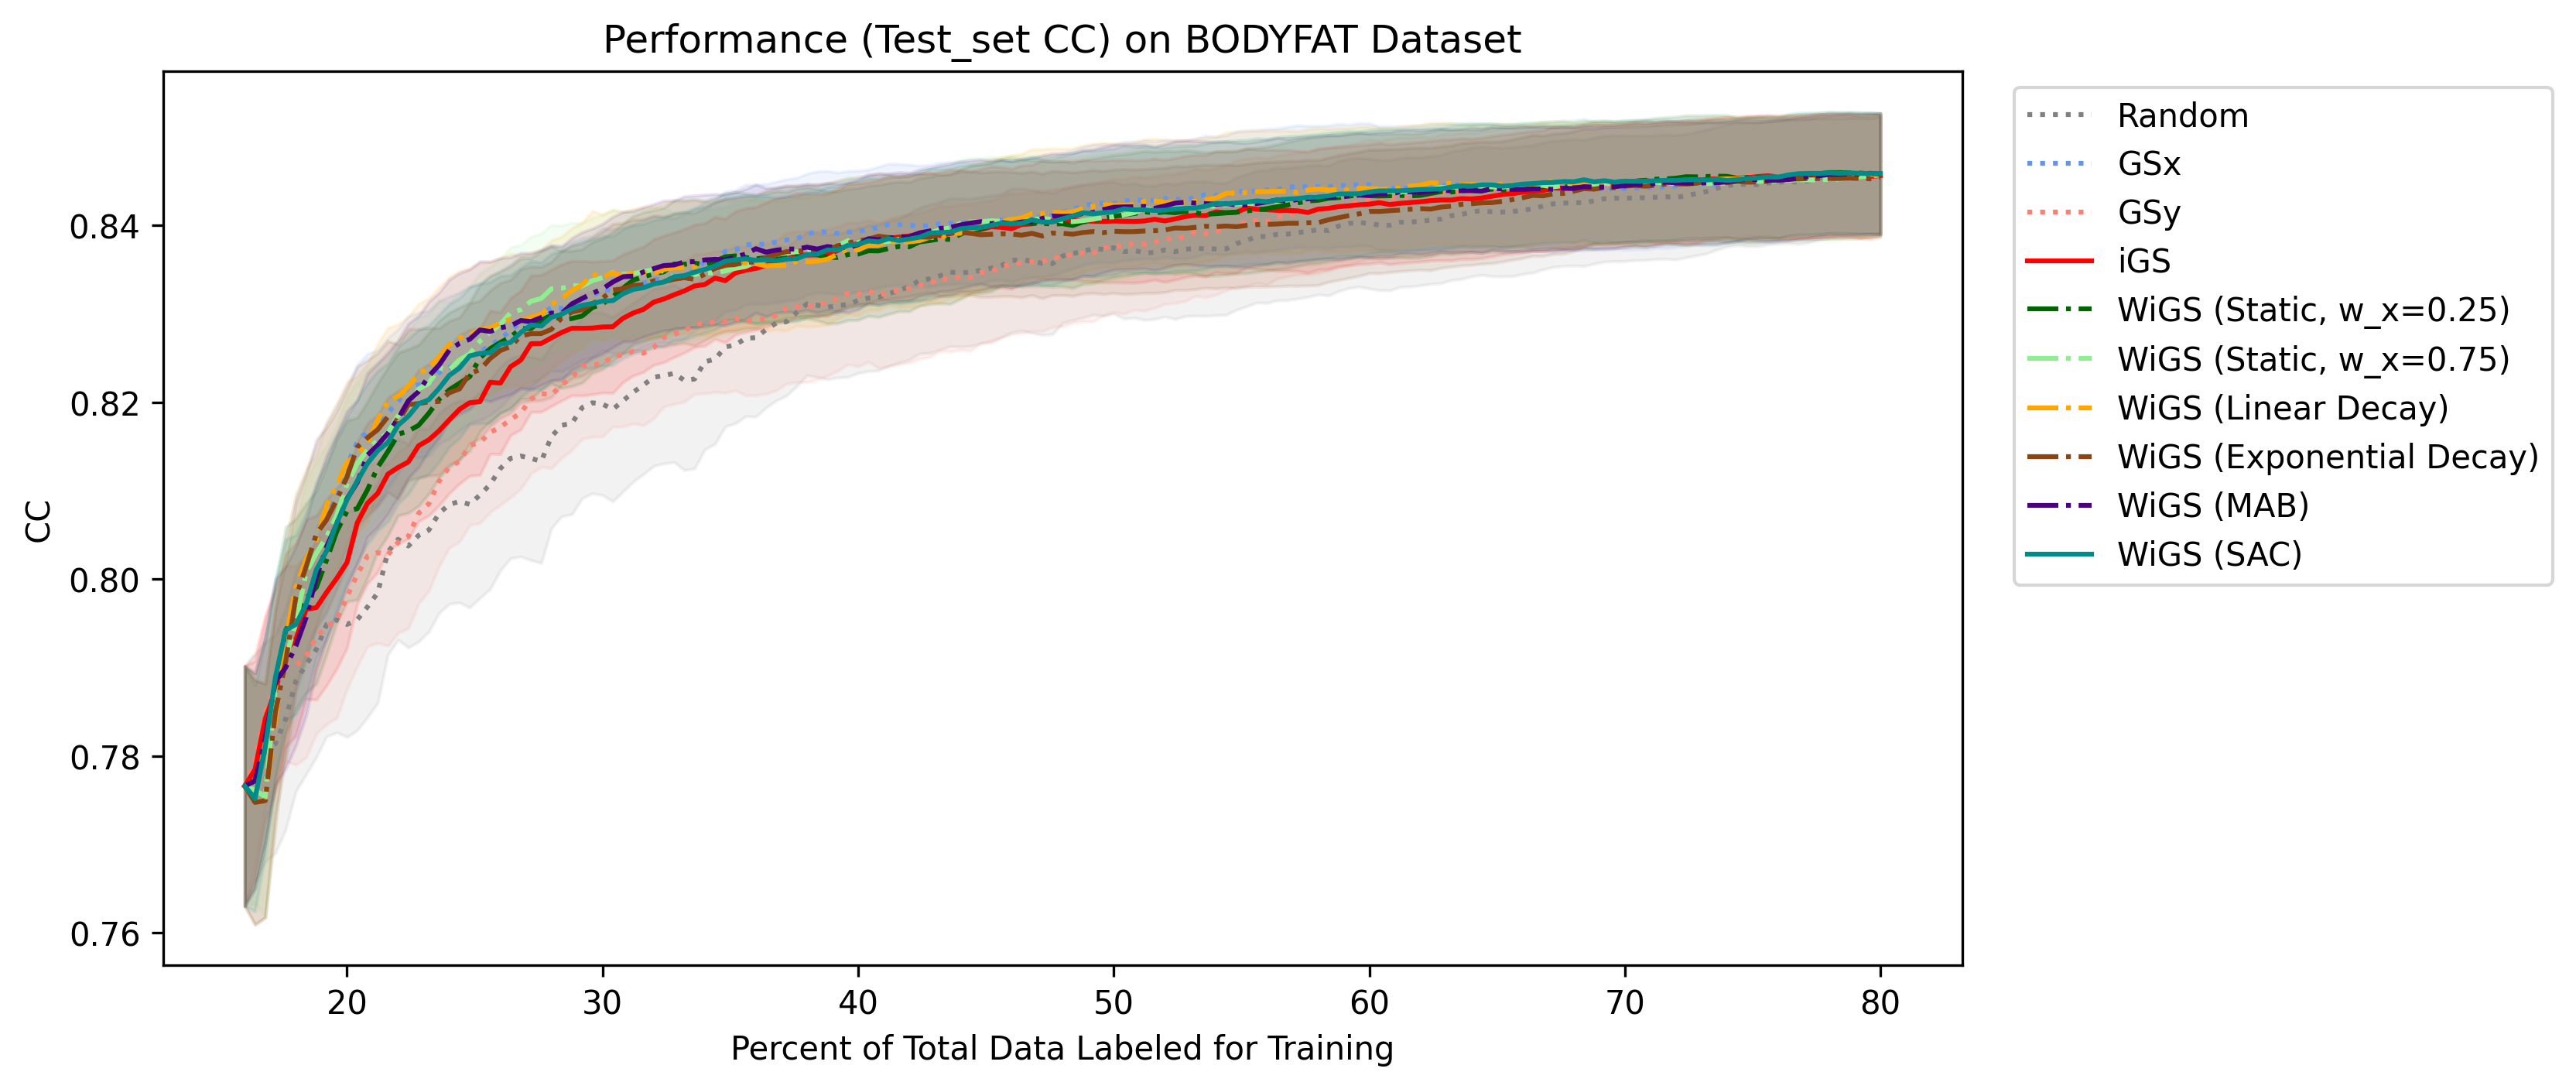 Performance (Test_set CC) on BODYFAT Dataset
CC
0.84
0.82
0.80
0.78
0.76
20 30 40 50 60 70 80
Percent of Total Data Labeled for Training
Random
GSx
GSy
iGS
WiGS (Static, w_x=0.25)
WiGS (Static, w_x=0.75)
WiGS (Linear Decay)
WiGS (Exponential Decay)
WiGS (MAB)
WiGS (SAC)